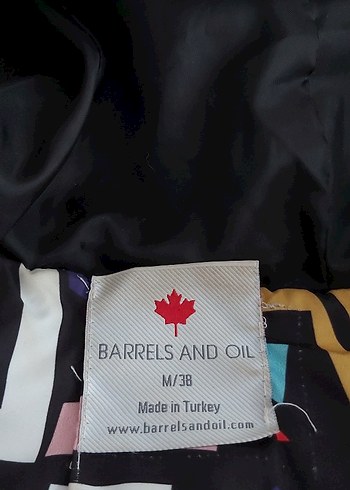 BARRELS AND OIL
M/38
Made in Turkey
www.barrelsandoil.com